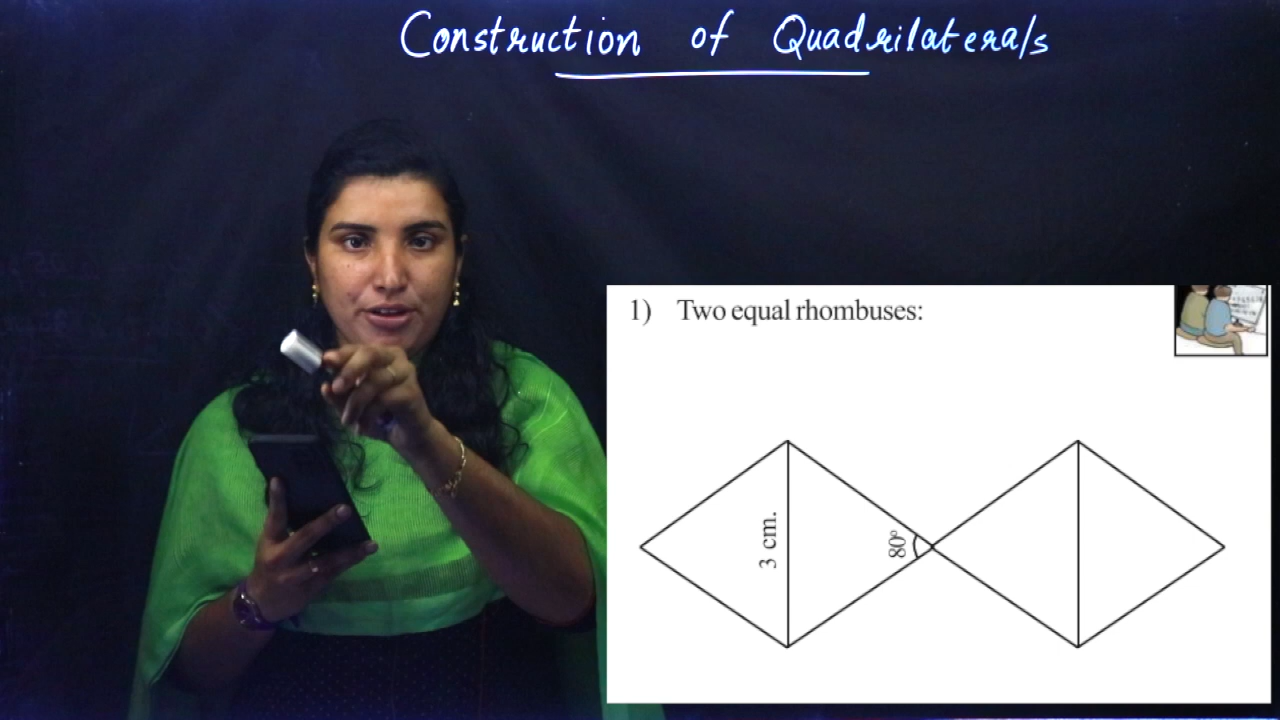 Construction of Quadrilaterals
1) Two equal rhombuses:
3 cm.
80°